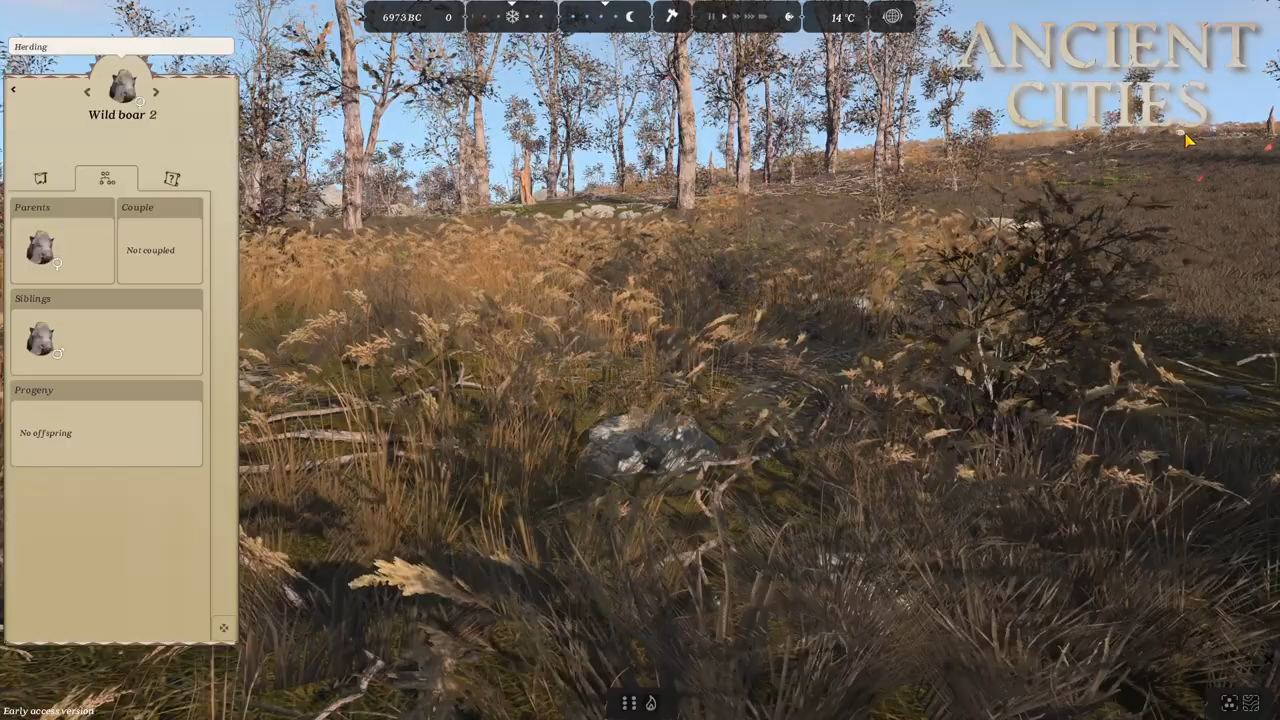 6973 BC 0 14 ºC
ANCIENT
CITIES
Herding
Wild boar 2
Parents
Couple
Not coupled
Siblings
Progeny
No offspring
Early access version